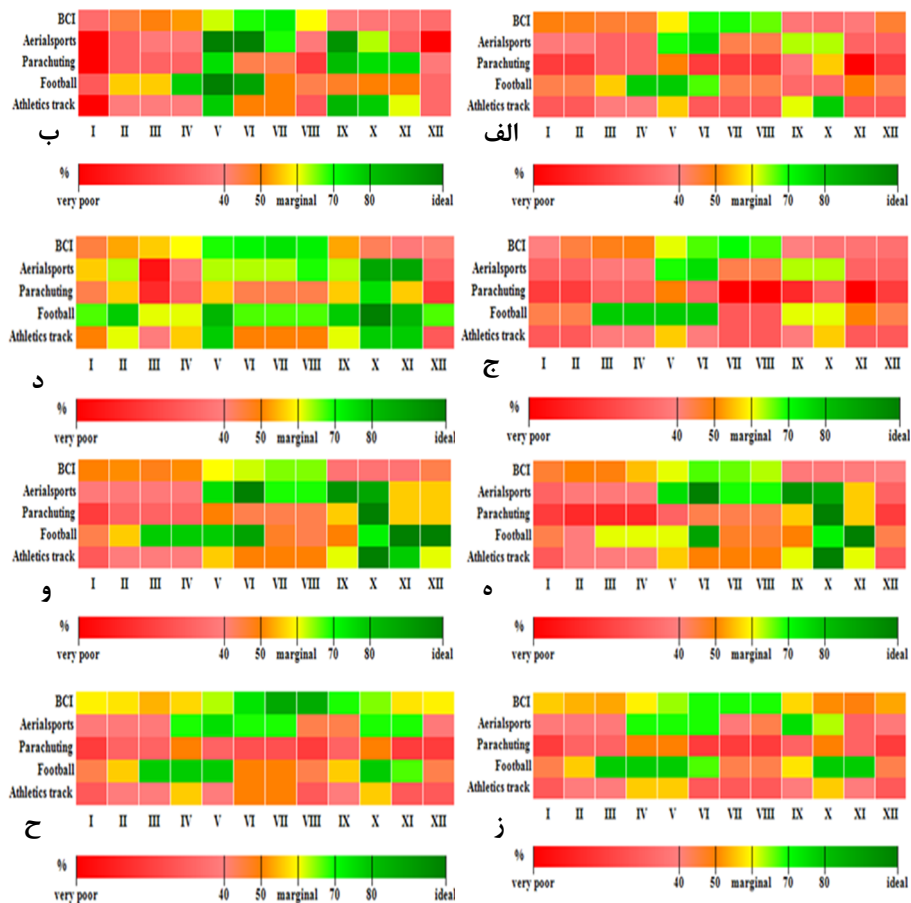 BCI
Aerialsports
Parachuting
Football
Athletics track
I II III IV V VI VII VIII IX X XI XII
الف
%
very poor 40 50 marginal 70 80 ideal
BCI
Aerialsports
Parachuting
Football
Athletics track
I II III IV V VI VII VIII IX X XI XII
ب
%
very poor 40 50 marginal 70 80 ideal
BCI
Aerialsports
Parachuting
Football
Athletics track
I II III IV V VI VII VIII IX X XI XII
ج
%
very poor 40 50 marginal 70 80 ideal
BCI
Aerialsports
Parachuting
Football
Athletics track
I II III IV V VI VII VIII IX X XI XII
د
%
very poor 40 50 marginal 70 80 ideal
BCI
Aerialsports
Parachuting
Football
Athletics track
I II III IV V VI VII VIII IX X XI XII
ه
%
very poor 40 50 marginal 70 80 ideal
BCI
Aerialsports
Parachuting
Football
Athletics track
I II III IV V VI VII VIII IX X XI XII
و
%
very poor 40 50 marginal 70 80 ideal
BCI
Aerialsports
Parachuting
Football
Athletics track
I II III IV V VI VII VIII IX X XI XII
ز
%
very poor 40 50 marginal 70 80 ideal
BCI
Aerialsports
Parachuting
Football
Athletics track
I II III IV V VI VII VIII IX X XI XII
ح
%
very poor 40 50 marginal 70 80 ideal